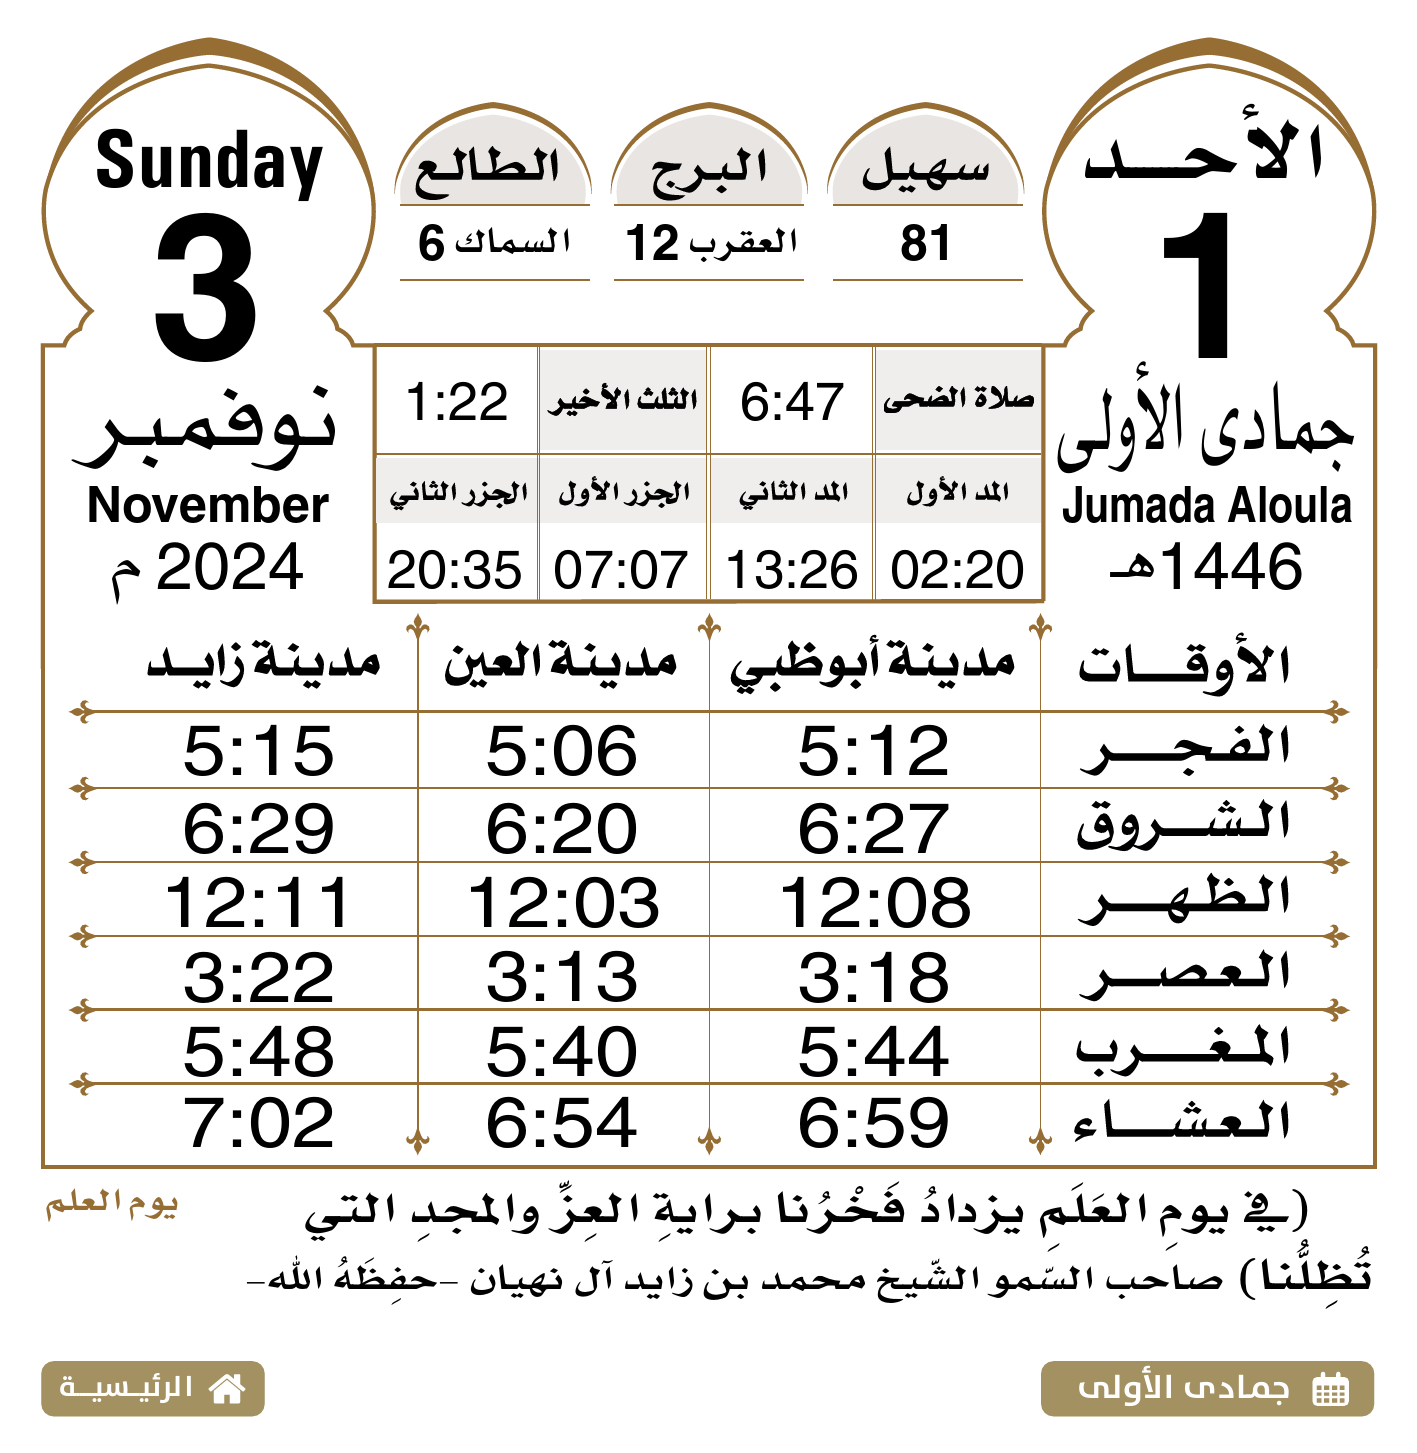 الأحد
1
جمادى الأولى
Jumada Aloula
1446هـ
سهيل
81
البرج
العقرب 12
الطالع
السماك 6
Sunday
3
نوفمبر
November
2024 م
صلاة الضحى 6:47 الثلث الأخير 1:22
المد الأول المد الثاني الجزر الأول الجزر الثاني
02:20 13:26 07:07 20:35
الأوقات مدينة أبوظبي مدينة العين مدينة زايد
الفجر 5:12 5:06 5:15
الشروق 6:27 6:20 6:29
الظهر 12:08 12:03 12:11
العصر 3:18 3:13 3:22
المغرب 5:44 5:40 5:48
العشاء 6:59 6:54 7:02
(في يومِ العَلَمِ يزدادُ فَخْرُنا برايةِ العِزِّ والمجدِ التي
يوم العلم
تُظِلُّنا) صاحب السّمو الشّيخ محمد بن زايد آل نهيان –حفِظَهُ الله–
جمادى الأولى
الرئيسية